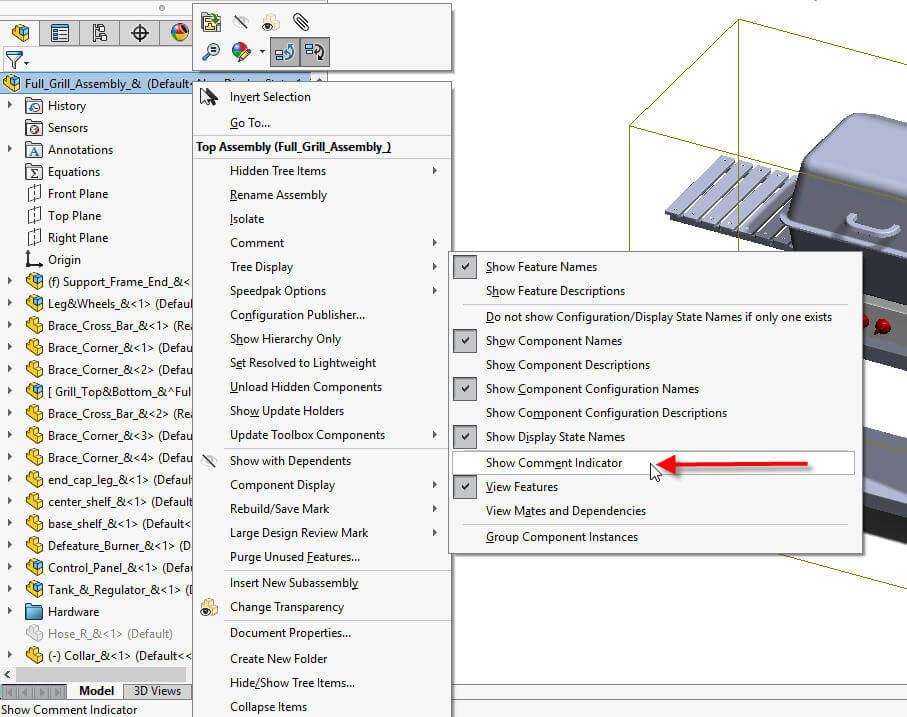 Full_Grill_Assembly_& (Default<
History
Sensors
Annotations
Equations
Front Plane
Top Plane
Right Plane
Origin
(f) Support_Frame_End_&<
Leg&Wheels_&<1> (Defau
Brace_Cross_Bar_&<1> (Re
Brace_Corner_&<1> (Defau
Brace_Corner_&<2> (Defau
[ Grill_Top&Bottom_&^Full
Brace_Cross_Bar_&<2> (Re
Brace_Corner_&<3> (Defau
Brace_Corner_&<4> (Defau
end_cap_leg_&<1> (Defaul
center_shelf_&<1> (Defaul
base_shelf_&<1> (Default<
Defeature_Burner_&<1> (D
Control_Panel_&<1> (Defa
Tank_&_Regulator_&<1> (D
Hardware
Hose_R_&<1> (Default)
(-) Collar_&<1> (Default<<
Model
3D Views
Show Comment Indicator
Invert Selection
Go To...
Top Assembly (Full_Grill_Assembly_)
Hidden Tree Items
Rename Assembly
Isolate
Comment
Tree Display
Speedpak Options
Configuration Publisher...
Show Hierarchy Only
Set Resolved to Lightweight
Unload Hidden Components
Show Update Holders
Update Toolbox Components
Show with Dependents
Component Display
Rebuild/Save Mark
Large Design Review Mark
Purge Unused Features...
Insert New Subassembly
Change Transparency
Document Properties...
Create New Folder
Hide/Show Tree Items...
Collapse Items
Show Feature Names
Show Feature Descriptions
Do not show Configuration/Display State Names if only one exists
Show Component Names
Show Component Descriptions
Show Component Configuration Names
Show Component Configuration Descriptions
Show Display State Names
Show Comment Indicator
View Features
View Mates and Dependencies
Group Component Instances